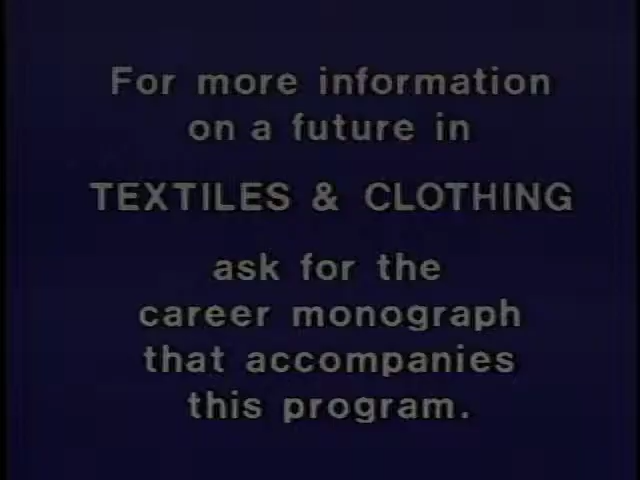 For more information
on a future in
TEXTILES & CLOTHING
ask for the
career monograph
that accompanies
this program.